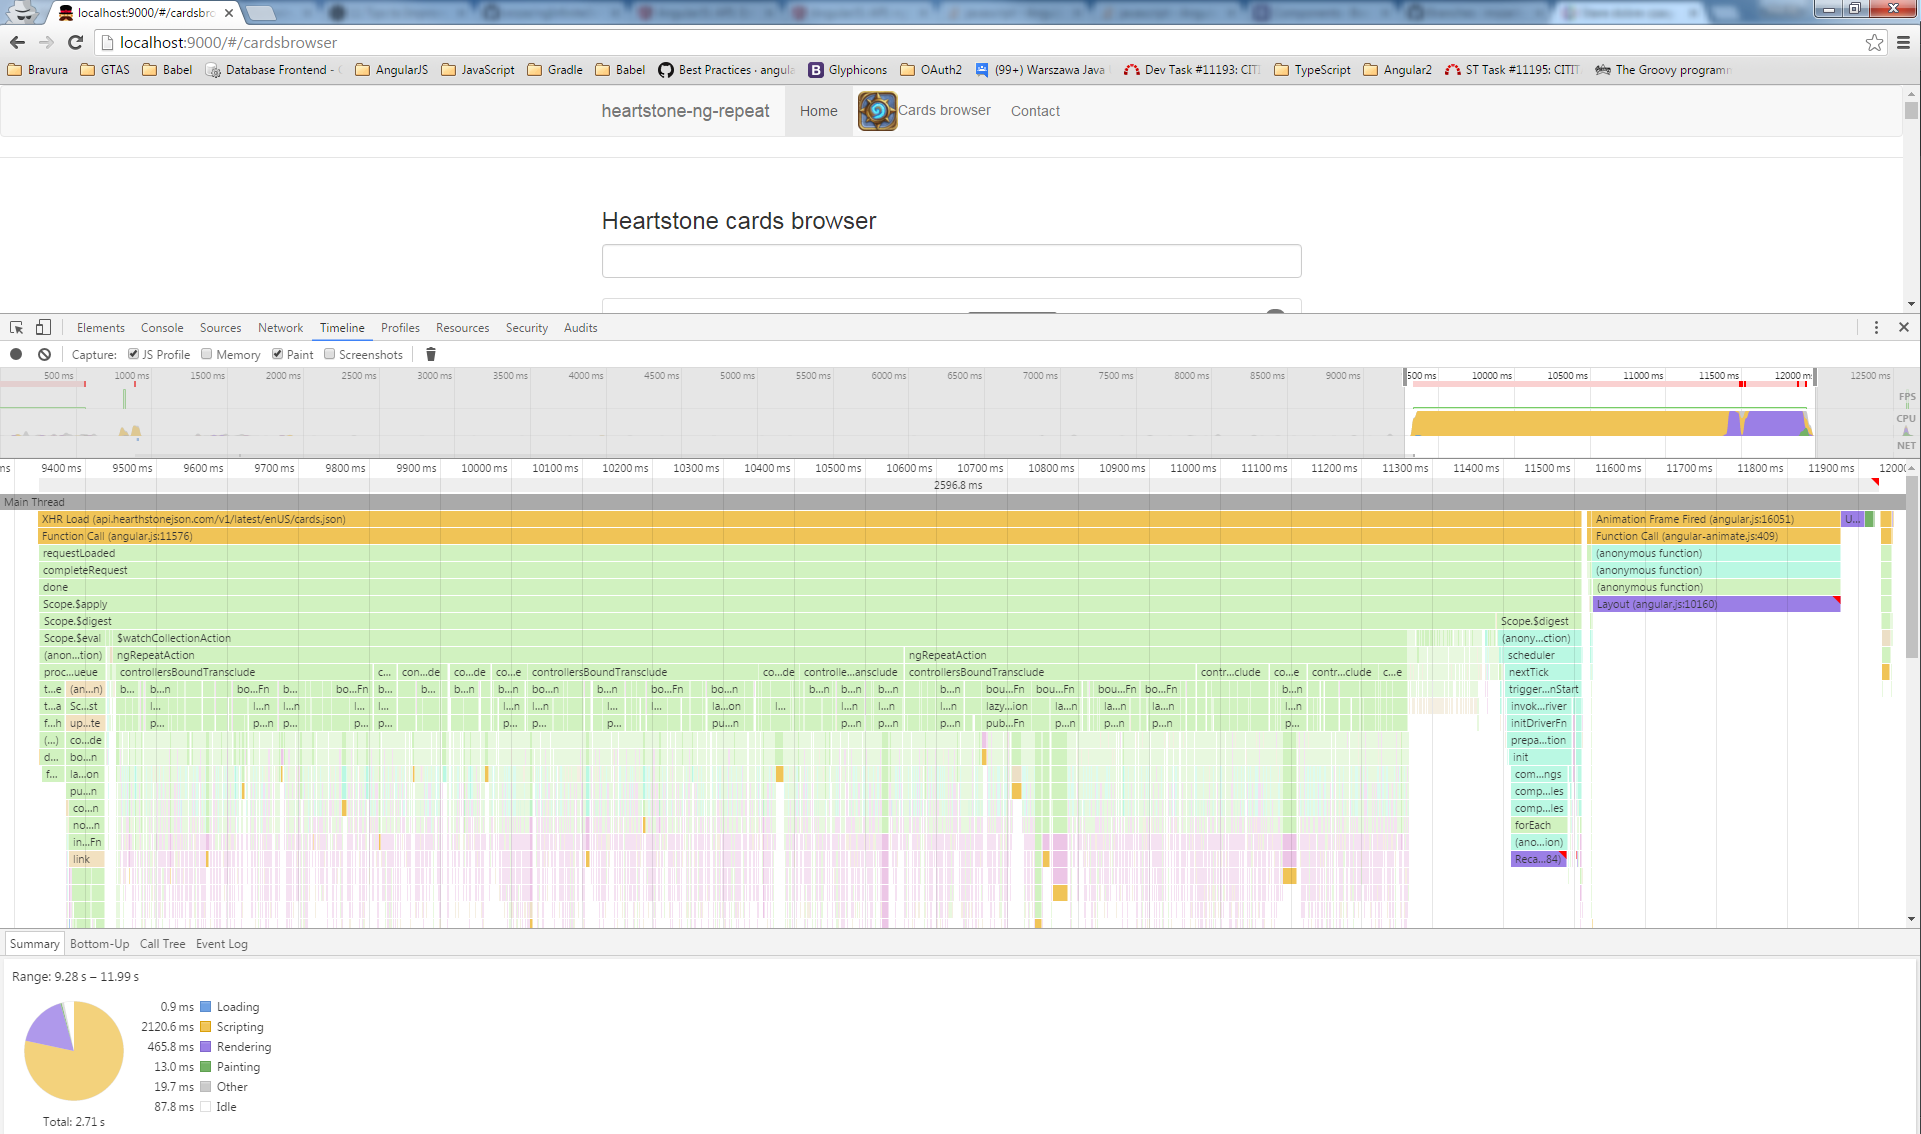 localhost:9000/#/cardsbro
localhost:9000/#/cardsbrowser
Bravura GTAS Babel Database Frontend - AngularJS JavaScript Gradle Babel Best Practices · angula Glyphicons OAuth2 (99+) Warszawa Java Dev Task #11193: CITI TypeScript Angular2 ST Task #11195: CITIT The Groovy programm
heartstone-ng-repeat Home Cards browser Contact
Heartstone cards browser
Elements Console Sources Network Timeline Profiles Resources Security Audits
Capture: JS Profile Memory Paint Screenshots
500 ms 1000 ms 1500 ms 2000 ms 2500 ms 3000 ms 3500 ms 4000 ms 4500 ms 5000 ms 5500 ms 6000 ms 6500 ms 7000 ms 7500 ms 8000 ms 8500 ms 9000 ms 500 ms 10000 ms 10500 ms 11000 ms 11500 ms 12000 m 12500 ms
FPS
CPU
NET
ms 9400 ms 9500 ms 9600 ms 9700 ms 9800 ms 9900 ms 10000 ms 10100 ms 10200 ms 10300 ms 10400 ms 10500 ms 10600 ms 10700 ms 10800 ms 10900 ms 11000 ms 11100 ms 11200 ms 11300 ms 11400 ms 11500 ms 11600 ms 11700 ms 11800 ms 11900 ms 12000
2596.8 ms
Main Thread
XHR Load (api.hearthstonejson.com/v1/latest/enUS/cards.json) Animation Frame Fired (angular.js:16051) U...
Function Call (angular.js:11576) Function Call (angular-animate.js:409)
requestLoaded (anonymous function)
completeRequest (anonymous function)
done (anonymous function)
Scope.$apply Layout (angular.js:10160)
Scope.$digest Scope.$digest
Scope.$eval $watchCollectionAction (anony...ction)
(anon...tion) ngRepeatAction ngRepeatAction scheduler
proc...ueue controllersBoundTransclude c... con...de co...de co...e controllersBoundTransclude co...de controlle...ansclude controllersBoundTransclude contr...clude co...e contr...clude c...e nextTick
t...e (an...n) b... b...n bo...Fn b... bo...Fn b... b... b...n b...n bo...n b...n bo...Fn bo...n b...n b...n b...n b...n bou...Fn bou...Fn bou...Fn bo...Fn b...n trigger...nStart
t...a Sc...st l... l...n l...n l... l... l...n l...n l...n l... la...on l... l...n l...n l...n lazy...ion la...n la...n la...n l...n invok...river
f...h up...te p... p...n p... p... p... p...n p... p... pu...n p...n p...n p...n pub...Fn p...n p...n p...n p... initDriverFn
(...) co...de prepa...tion
d... bo...n init
f... la...on com...ngs
pu...n comp...les
co...n comp...les
no...n forEach
in...Fn (ano...ion)
link Reca...84)
Summary Bottom-Up Call Tree Event Log
Range: 9.28 s – 11.99 s
0.9 ms Loading
2120.6 ms Scripting
465.8 ms Rendering
13.0 ms Painting
19.7 ms Other
87.8 ms Idle
Total: 2.71 s